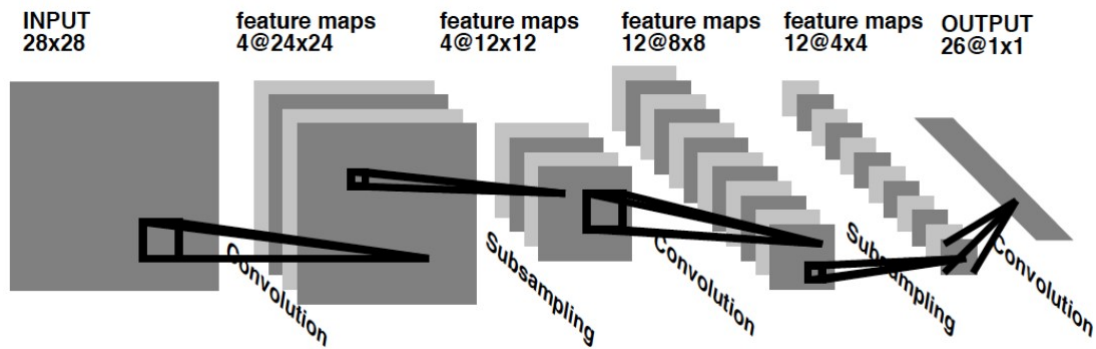 INPUT
28x28
feature maps
4@24x24
feature maps
4@12x12
feature maps
12@8x8
feature maps
12@4x4
OUTPUT
26@1x1
Convolution
Subsampling
Convolution
Subsampling
Convolution